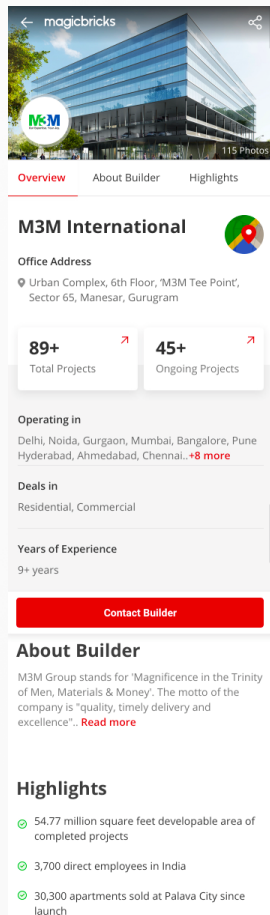 magicbricks
M3M
115 Photos
Overview About Builder Highlights
M3M International
Office Address
Urban Complex, 6th Floor, ‘M3M Tee Point’,
Sector 65, Manesar, Gurugram
89+ 45+
Total Projects Ongoing Projects
Operating in
Delhi, Noida, Gurgaon, Mumbai, Bangalore, Pune
Hyderabad, Ahmedabad, Chennai..+8 more
Deals in
Residential, Commercial
Years of Experience
9+ years
Contact Builder
About Builder
M3M Group stands for 'Magnificence in the Trinity
of Men, Materials & Money'. The motto of the
company is "quality, timely delivery and
excellence".. Read more
Highlights
54.77 million square feet developable area of
completed projects
3,700 direct employees in India
30,300 apartments sold at Palava City since
launch